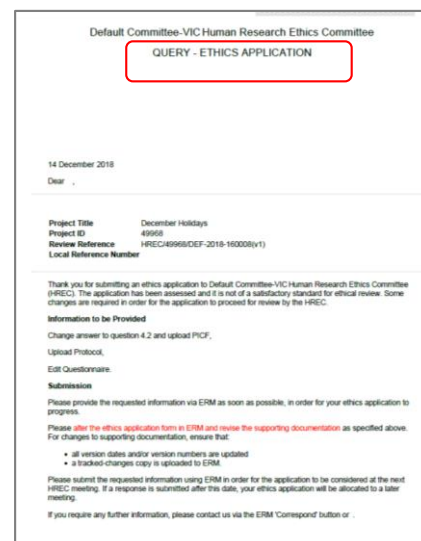 Default Committee-VIC Human Research Ethics Committee
QUERY - ETHICS APPLICATION
14 December 2018
Dear ,
Project Title December Holidays
Project ID 49968
Review Reference HREC/49968/DEF-2018-160008(v1)
Local Reference Number
Thank you for submitting an ethics application to Default Committee-VIC Human Research Ethics Committee
(HREC). The application has been assessed and it is not of a satisfactory standard for ethical review. Some
changes are required in order for the application to proceed for review by the HREC.
Information to be Provided
Change answer to question 4.2 and upload PICF,
Upload Protocol,
Edit Questionnaire.
Submission
Please provide the requested information via ERM as soon as possible, in order for your ethics application to
progress.
Please alter the ethics application form in ERM and revise the supporting documentation as specified above.
For changes to supporting documentation, ensure that:
• all version dates and/or version numbers are updated
• a tracked-changes copy is uploaded to ERM.
Please submit the requested information using ERM in order for the application to be considered at the next
HREC meeting. If a response is submitted after this date, your ethics application will be allocated to a later
meeting.
If you require any further information, please contact us via the ERM 'Correspond' button or .